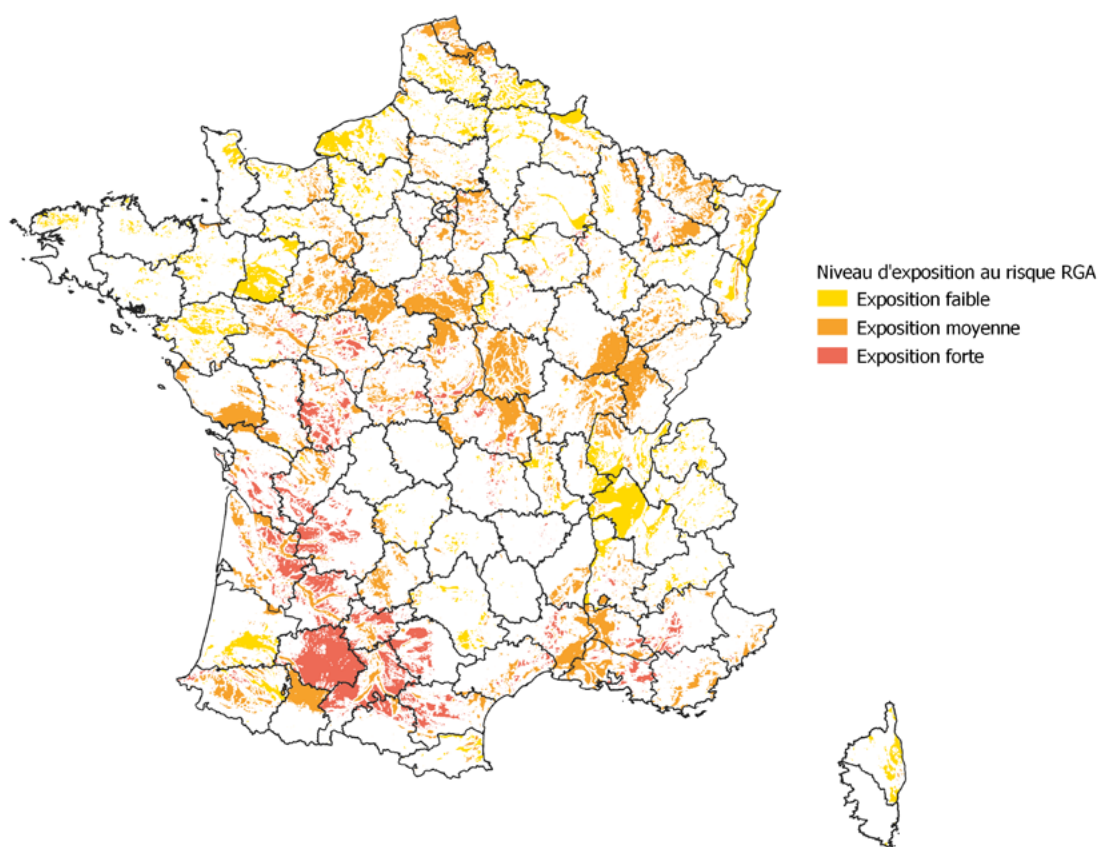 Niveau d'exposition au risque RGA
Exposition faible
Exposition moyenne
Exposition forte